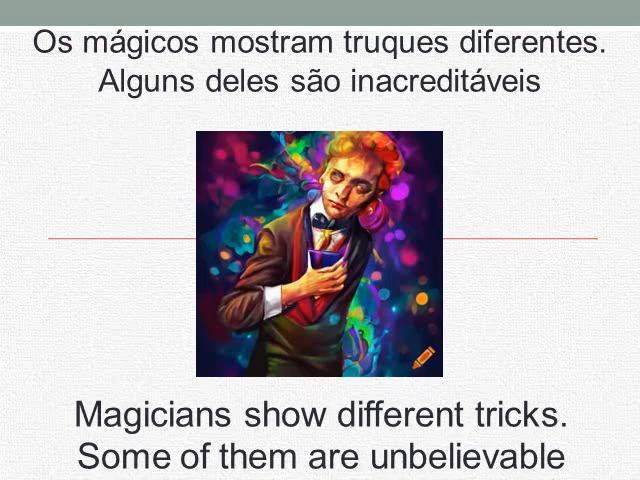 Os mágicos mostram truques diferentes.
Alguns deles são inacreditáveis
Magicians show different tricks.
Some of them are unbelievable